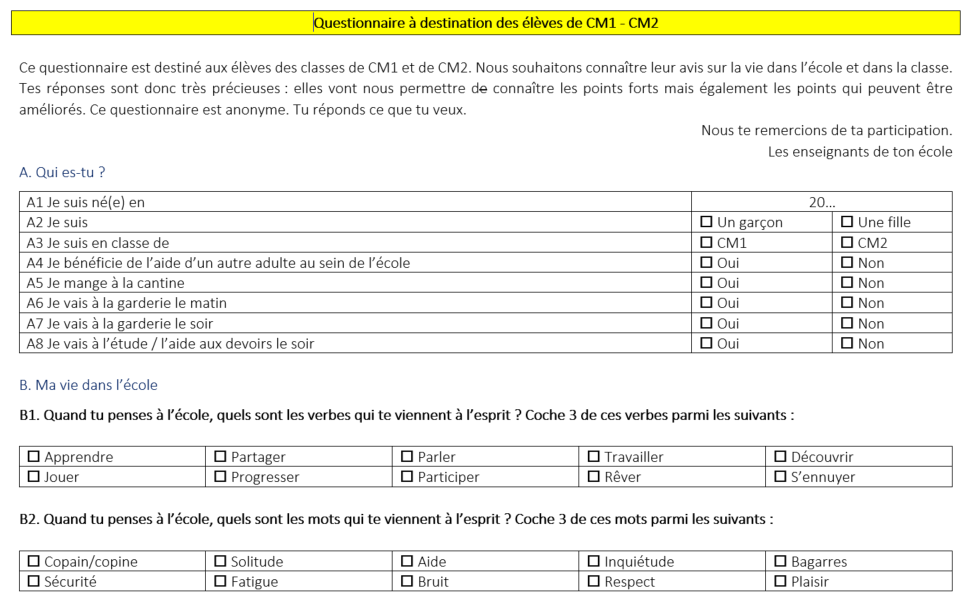 Questionnaire à destination des élèves de CM1 - CM2
Ce questionnaire est destiné aux élèves des classes de CM1 et de CM2. Nous souhaitons connaître leur avis sur la vie dans l'école et dans la classe.
Tes réponses sont donc très précieuses : elles vont nous permettre de connaître les points forts mais également les points qui peuvent être
améliorés. Ce questionnaire est anonyme. Tu réponds ce que tu veux.
Nous te remercions de ta participation.
Les enseignants de ton école
A. Qui es-tu ?
A1 Je suis né(e) en 20...
A2 Je suis ☐ Un garçon ☐ Une fille
A3 Je suis en classe de ☐ CM1 ☐ CM2
A4 Je bénéficie de l'aide d'un autre adulte au sein de l'école ☐ Oui ☐ Non
A5 Je mange à la cantine ☐ Oui ☐ Non
A6 Je vais à la garderie le matin ☐ Oui ☐ Non
A7 Je vais à la garderie le soir ☐ Oui ☐ Non
A8 Je vais à l'étude / l'aide aux devoirs le soir ☐ Oui ☐ Non
B. Ma vie dans l'école
B1. Quand tu penses à l'école, quels sont les verbes qui te viennent à l'esprit ? Coche 3 de ces verbes parmi les suivants :
☐ Apprendre ☐ Partager ☐ Parler ☐ Travailler ☐ Découvrir
☐ Jouer ☐ Progresser ☐ Participer ☐ Rêver ☐ S'ennuyer
B2. Quand tu penses à l'école, quels sont les mots qui te viennent à l'esprit ? Coche 3 de ces mots parmi les suivants :
☐ Copain/copine ☐ Solitude ☐ Aide ☐ Inquiétude ☐ Bagarres
☐ Sécurité ☐ Fatigue ☐ Bruit ☐ Respect ☐ Plaisir